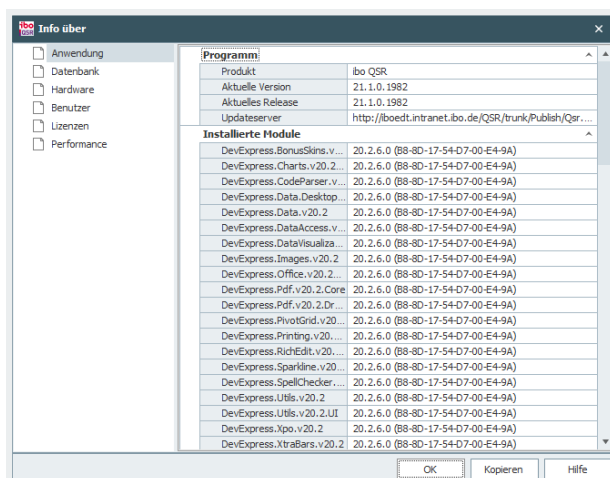 ibo QSR Info über
Anwendung
Datenbank
Hardware
Benutzer
Lizenzen
Performance
Programm
Produkt ibo QSR
Aktuelle Version 21.1.0.1982
Aktuelles Release 21.1.0.1982
Updateserver http://iboedt.intranet.ibo.de/QSR/trunk/Publish/Qsr....
Installierte Module
DevExpress.BonusSkins.v... 20.2.6.0 (B8-8D-17-54-D7-00-E4-9A)
DevExpress.Charts.v20.2... 20.2.6.0 (B8-8D-17-54-D7-00-E4-9A)
DevExpress.CodeParser.v... 20.2.6.0 (B8-8D-17-54-D7-00-E4-9A)
DevExpress.Data.Desktop... 20.2.6.0 (B8-8D-17-54-D7-00-E4-9A)
DevExpress.Data.v20.2 20.2.6.0 (B8-8D-17-54-D7-00-E4-9A)
DevExpress.DataAccess.v... 20.2.6.0 (B8-8D-17-54-D7-00-E4-9A)
DevExpress.DataVisualiza... 20.2.6.0 (B8-8D-17-54-D7-00-E4-9A)
DevExpress.Images.v20.2 20.2.6.0 (B8-8D-17-54-D7-00-E4-9A)
DevExpress.Office.v20.2... 20.2.6.0 (B8-8D-17-54-D7-00-E4-9A)
DevExpress.Pdf.v20.2.Core 20.2.6.0 (B8-8D-17-54-D7-00-E4-9A)
DevExpress.Pdf.v20.2.Dr... 20.2.6.0 (B8-8D-17-54-D7-00-E4-9A)
DevExpress.PivotGrid.v20... 20.2.6.0 (B8-8D-17-54-D7-00-E4-9A)
DevExpress.Printing.v20.... 20.2.6.0 (B8-8D-17-54-D7-00-E4-9A)
DevExpress.RichEdit.v20.... 20.2.6.0 (B8-8D-17-54-D7-00-E4-9A)
DevExpress.Sparkline.v20... 20.2.6.0 (B8-8D-17-54-D7-00-E4-9A)
DevExpress.SpellChecker.... 20.2.6.0 (B8-8D-17-54-D7-00-E4-9A)
DevExpress.Utils.v20.2 20.2.6.0 (B8-8D-17-54-D7-00-E4-9A)
DevExpress.Utils.v20.2.UI 20.2.6.0 (B8-8D-17-54-D7-00-E4-9A)
DevExpress.Xpo.v20.2 20.2.6.0 (B8-8D-17-54-D7-00-E4-9A)
DevExpress.XtraBars.v20.2 20.2.6.0 (B8-8D-17-54-D7-00-E4-9A)
OK Kopieren Hilfe